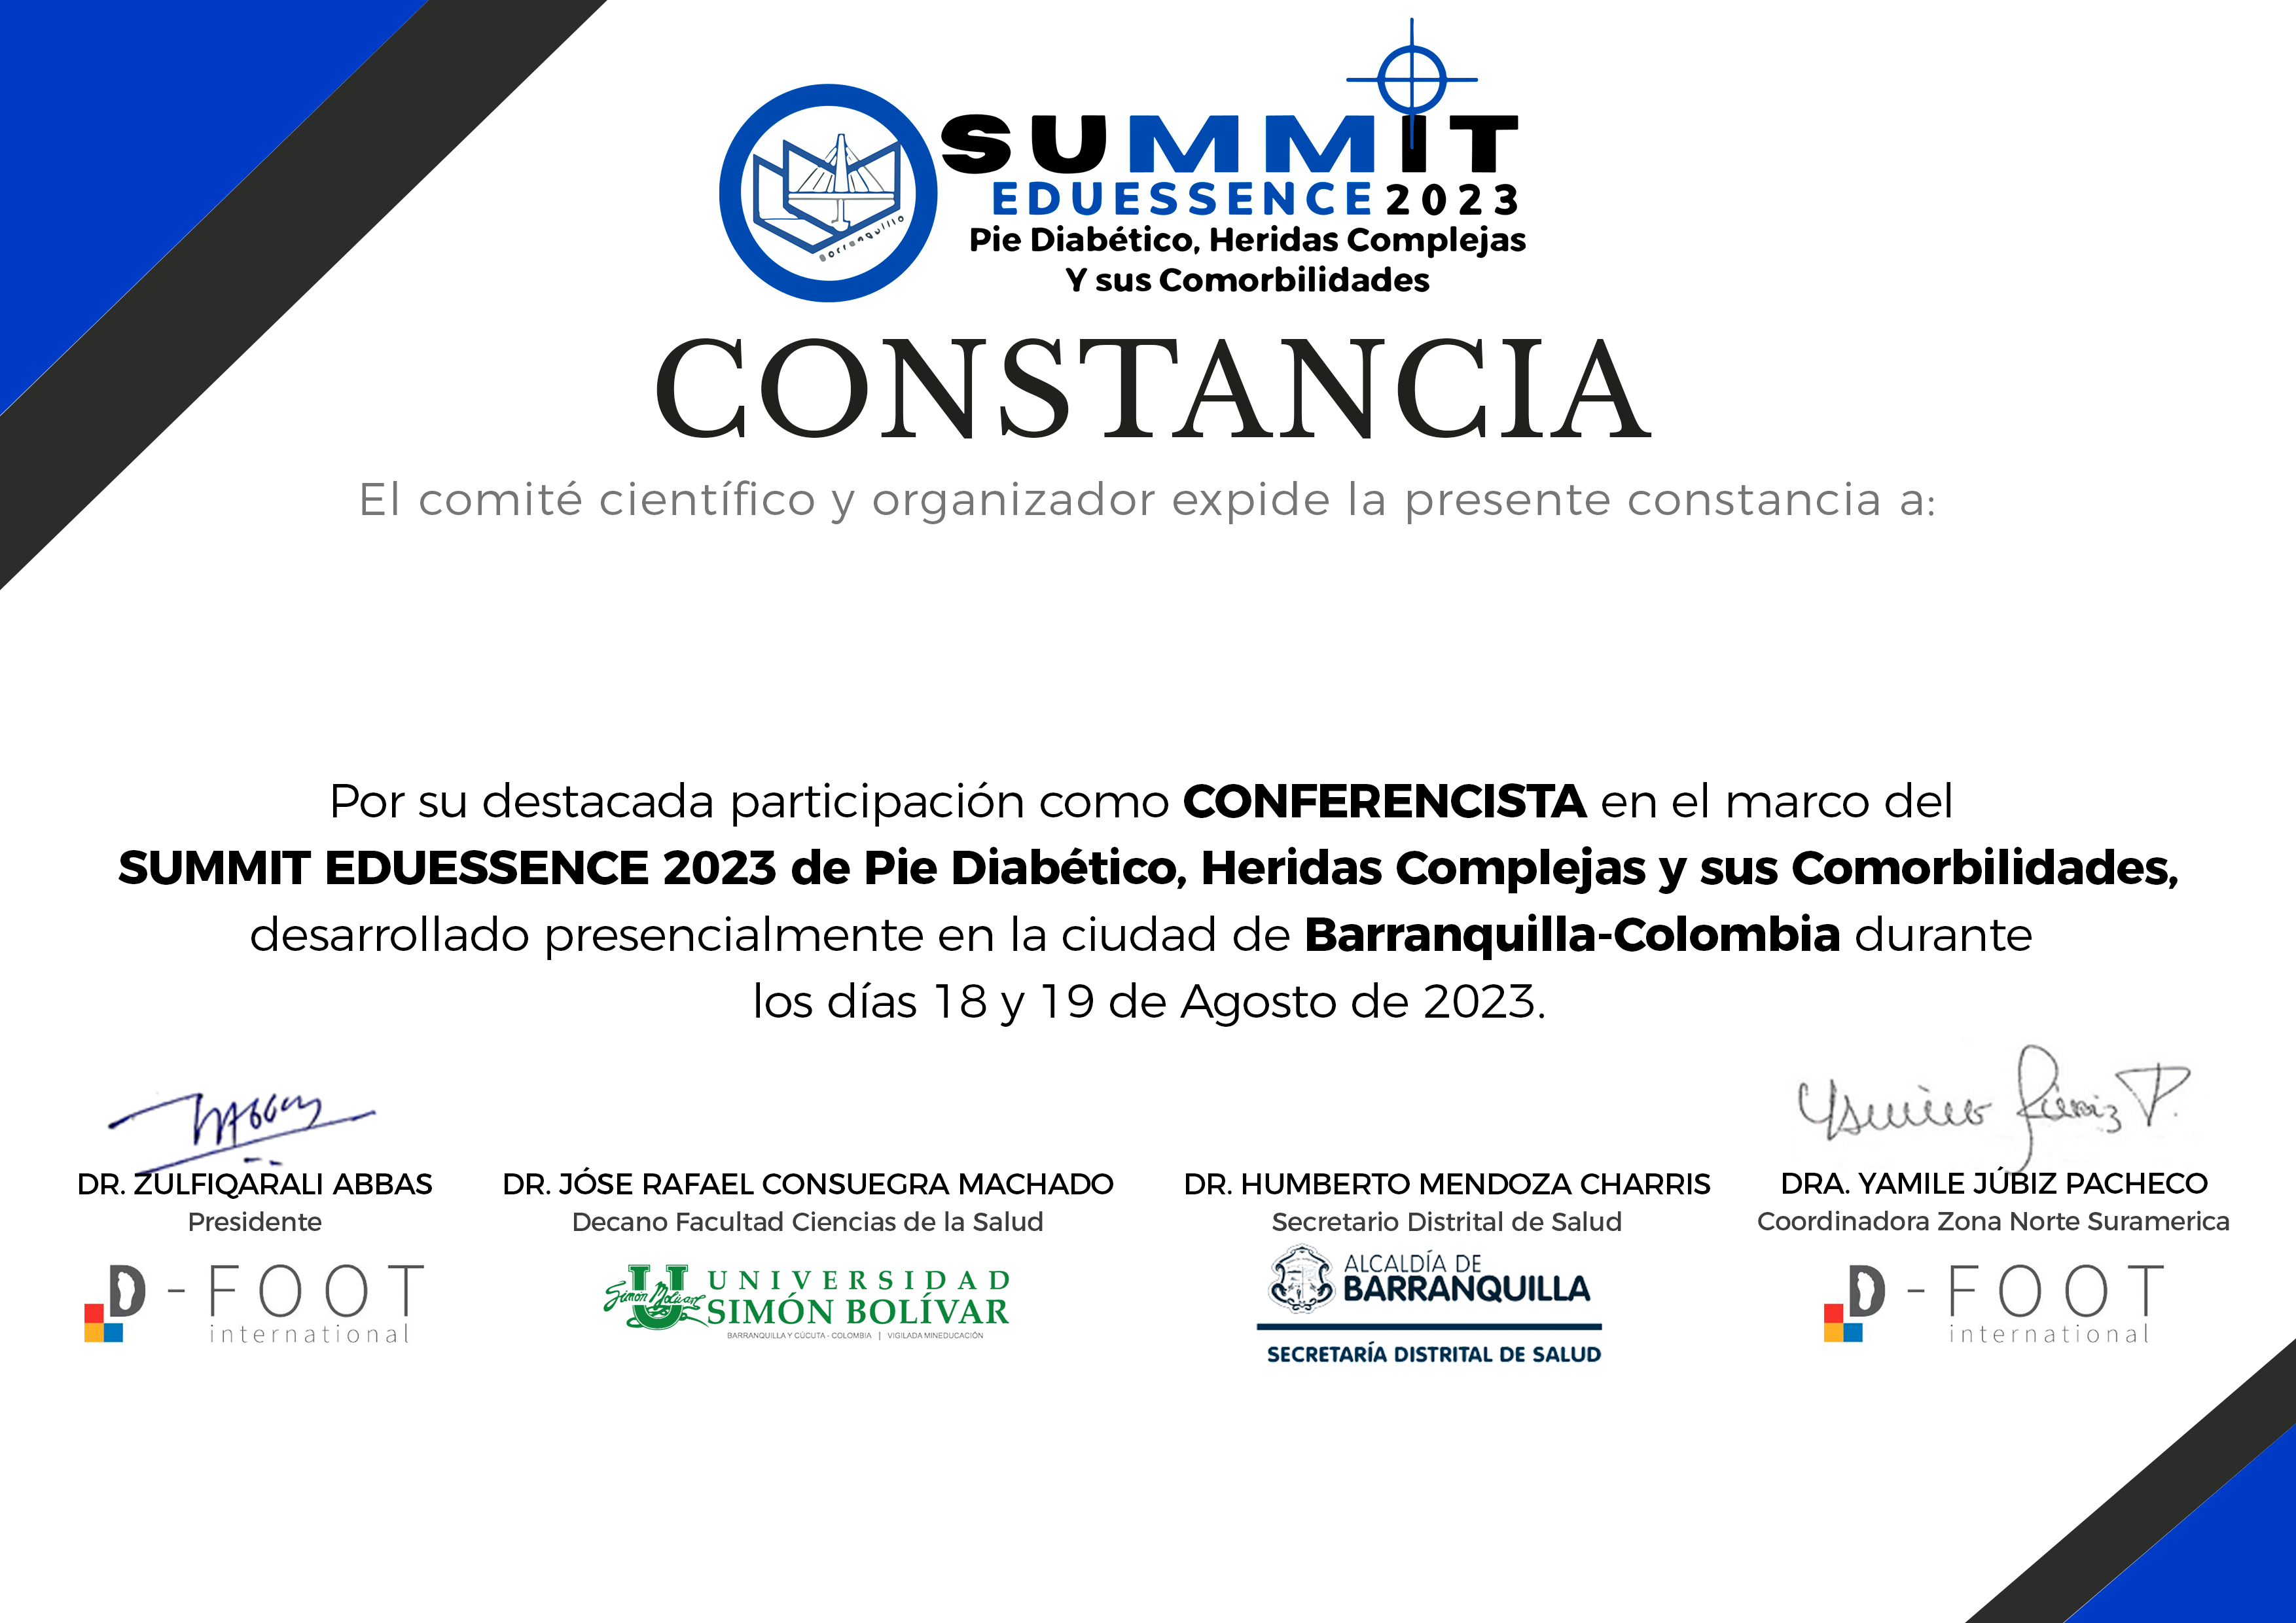 SUMMIT
EDUESSENCE 2023
Pie Diabético, Heridas Complejas
Y sus Comorbilidades
Barranquilla
CONSTANCIA
El comité científico y organizador expide la presente constancia a:
Por su destacada participación como CONFERENCISTA en el marco del
SUMMIT EDUESSENCE 2023 de Pie Diabético, Heridas Complejas y sus Comorbilidades,
desarrollado presencialmente en la ciudad de Barranquilla-Colombia durante
los días 18 y 19 de Agosto de 2023.
DR. ZULFIQARALI ABBAS
Presidente
D-FOOT
international
DR. JÓSE RAFAEL CONSUEGRA MACHADO
Decano Facultad Ciencias de la Salud
U
Simón Bolívar
UNIVERSIDAD
SIMÓN BOLÍVAR
BARRANQUILLA Y CÚCUTA - COLOMBIA | VIGILADA MINEDUCACIÓN
DR. HUMBERTO MENDOZA CHARRIS
Secretario Distrital de Salud
ALCALDÍA DE
BARRANQUILLA
SECRETARÍA DISTRITAL DE SALUD
DRA. YAMILE JÚBIZ PACHECO
Coordinadora Zona Norte Suramerica
D-FOOT
international